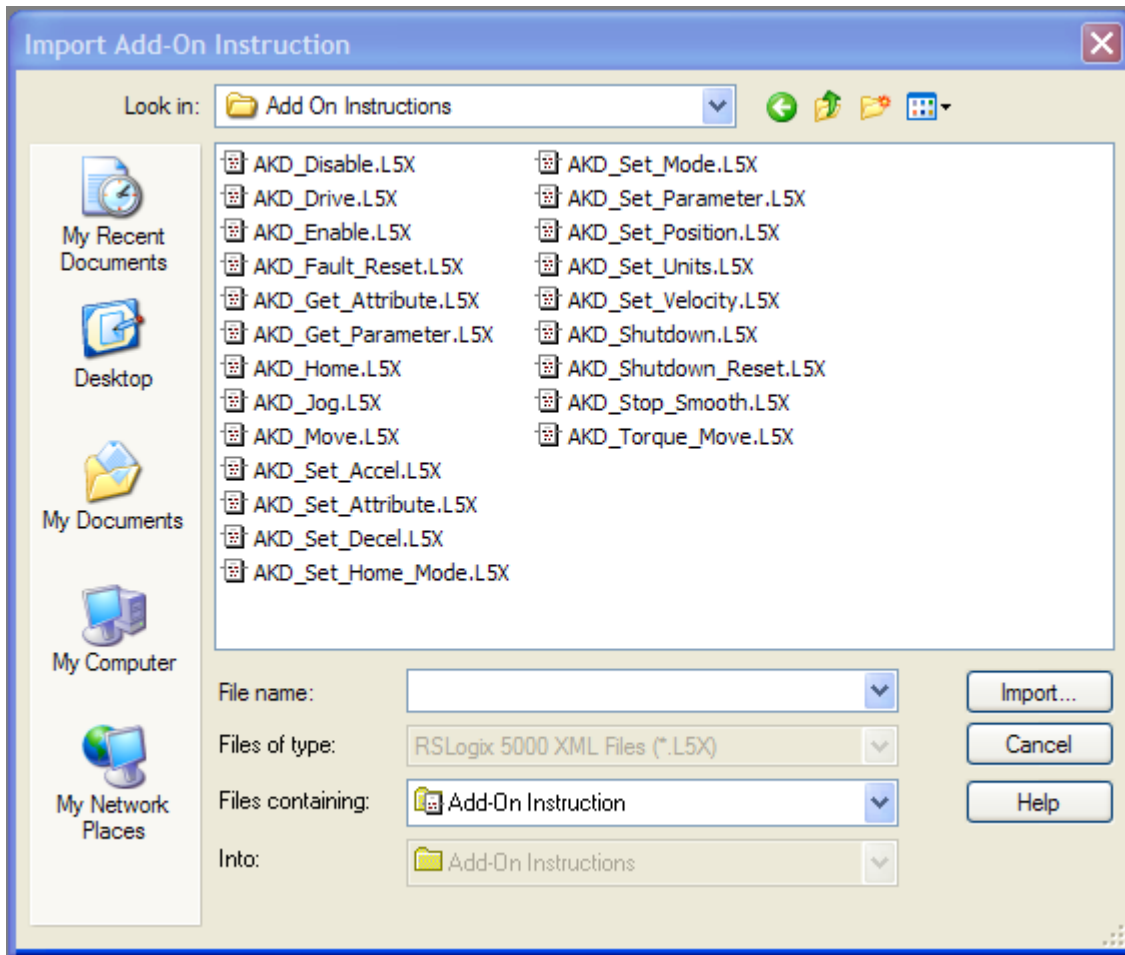 Import Add-On Instruction
Look in:
Add On Instructions
My Recent
Documents
Desktop
My Documents
My Computer
My Network
Places
AKD_Disable.L5X
AKD_Drive.L5X
AKD_Enable.L5X
AKD_Fault_Reset.L5X
AKD_Get_Attribute.L5X
AKD_Get_Parameter.L5X
AKD_Home.L5X
AKD_Jog.L5X
AKD_Move.L5X
AKD_Set_Accel.L5X
AKD_Set_Attribute.L5X
AKD_Set_Decel.L5X
AKD_Set_Home_Mode.L5X
AKD_Set_Mode.L5X
AKD_Set_Parameter.L5X
AKD_Set_Position.L5X
AKD_Set_Units.L5X
AKD_Set_Velocity.L5X
AKD_Shutdown.L5X
AKD_Shutdown_Reset.L5X
AKD_Stop_Smooth.L5X
AKD_Torque_Move.L5X
File name:
Import...
Files of type:
RSLogix 5000 XML Files (*.L5X)
Cancel
Files containing:
Add-On Instruction
Help
Into:
Add-On Instructions